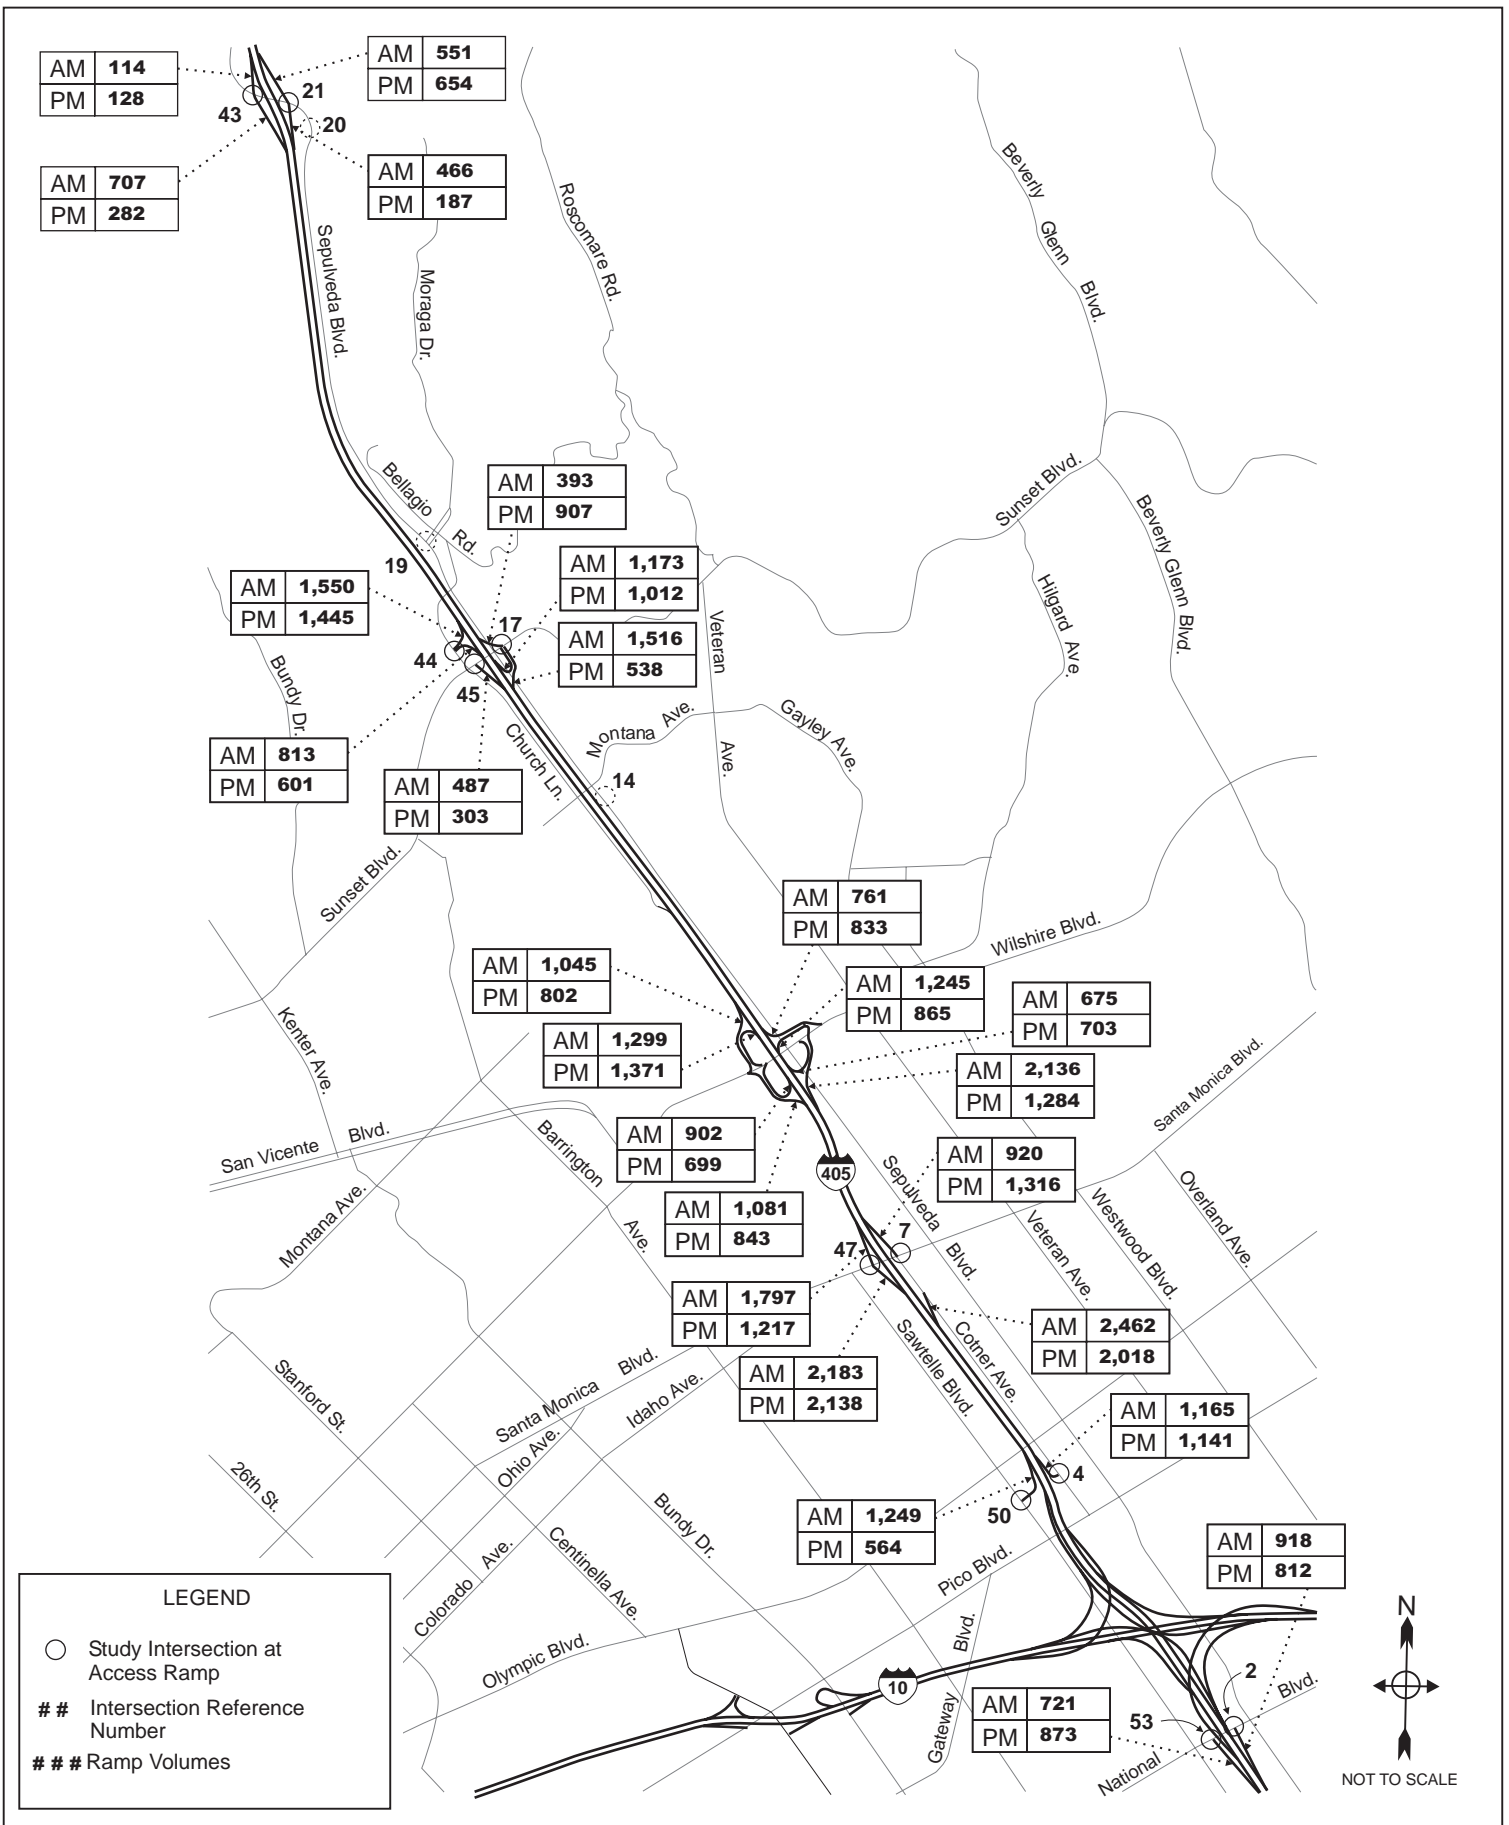 AM 114
PM 128
AM 551
PM 654
43
21
20
AM 707
PM 282
AM 466
PM 187
Sepulveda Blvd.
Moraga Dr.
Roscomare Rd.
Beverly Glenn Blvd.
Bellagio Rd.
AM 393
PM 907
Sunset Blvd.
Beverly Glenn Blvd.
19
AM 1,173
PM 1,012
AM 1,550
PM 1,445
17
AM 1,516
PM 538
44
45
Veteran Ave.
Hilgard Ave.
Bundy Dr.
AM 813
PM 601
AM 487
PM 303
Church Ln.
Montana Ave.
Gayley Ave.
14
Sunset Blvd.
AM 761
PM 833
Wilshire Blvd.
AM 1,045
PM 802
AM 1,245
PM 865
AM 675
PM 703
AM 1,299
PM 1,371
AM 2,136
PM 1,284
Kenter Ave.
Santa Monica Blvd.
San Vicente Blvd.
Barrington Ave.
AM 902
PM 699
405
AM 920
PM 1,316
Sepulveda Blvd.
Montana Ave.
AM 1,081
PM 843
47
7
Veteran Ave.
Westwood Blvd.
Overland Ave.
AM 1,797
PM 1,217
AM 2,462
PM 2,018
Sawtelle Blvd.
Cotner Ave.
AM 2,183
PM 2,138
Stanford St.
Santa Monica Blvd.
Idaho Ave.
Ohio Ave.
AM 1,165
PM 1,141
4
26th St.
50
AM 1,249
PM 564
Bundy Dr.
Centinella Ave.
Colorado Ave.
Pico Blvd.
AM 918
PM 812
Olympic Blvd.
10
Gateway Blvd.
AM 721
PM 873
53
2
National Blvd.
LEGEND
Study Intersection at
Access Ramp
## Intersection Reference
Number
### Ramp Volumes
N
NOT TO SCALE